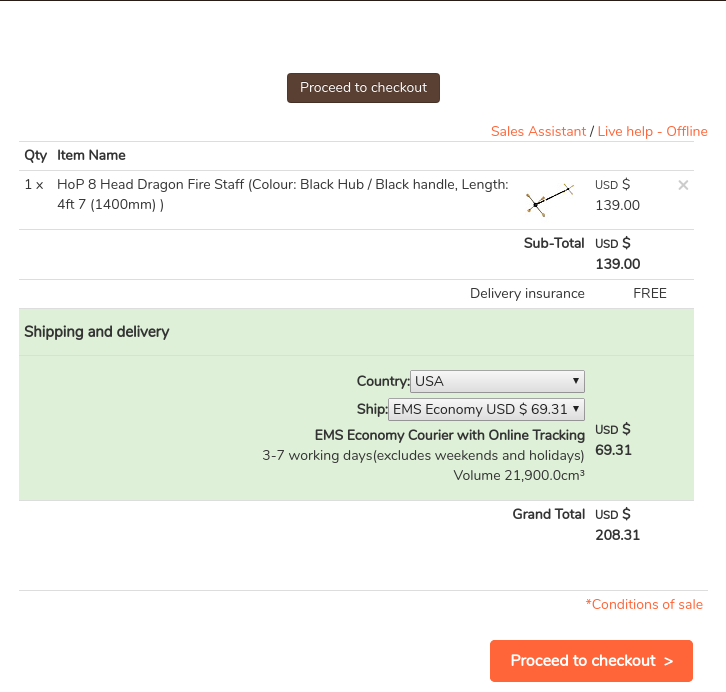 Proceed to checkout
Sales Assistant / Live help - Offline
Qty Item Name
1 x HoP 8 Head Dragon Fire Staff (Colour: Black Hub / Black handle, Length: USD $
4ft 7 (1400mm) ) 139.00 ×
Sub-Total USD $
139.00
Delivery insurance FREE
Shipping and delivery
Country: USA ▼
Ship: EMS Economy USD $ 69.31 ▼
EMS Economy Courier with Online Tracking USD $
3-7 working days(excludes weekends and holidays) 69.31
Volume 21,900.0cm³
Grand Total USD $
208.31
*Conditions of sale
Proceed to checkout >